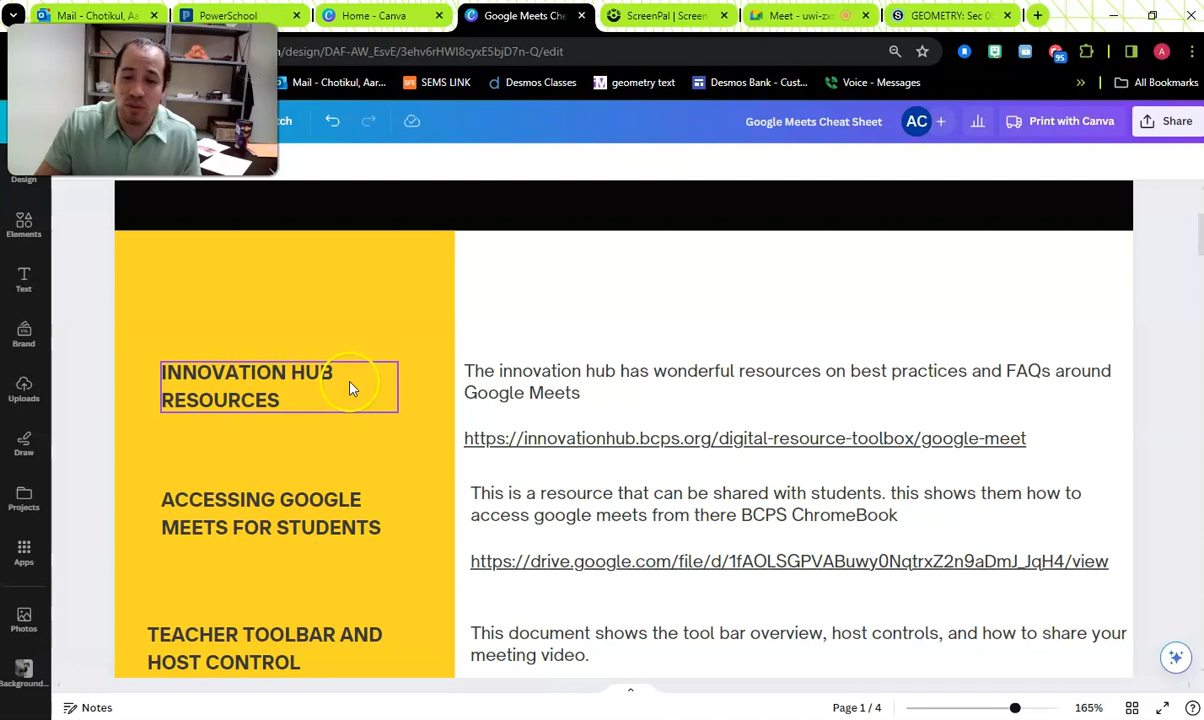 Mail - Chotikul, Aa
PowerSchool
Home - Canva
Google Meets Che
ScreenPal | Screen
Meet - uwi-zx
GEOMETRY: Sec 0
in/design/DAF-AW_EsvE/3ehv6rHWI8cyxE5bjD7n-Q/edit
95
A
Mail - Chotikul, Aar...
SEMS LINK
Desmos Classes
geometry text
Desmos Bank - Cust...
Voice - Messages
All Bookmarks
Google Meets Cheat Sheet
AC
Print with Canva
Share
Design
Elements
Text
Brand
Uploads
Draw
Projects
Apps
Photos
Background...
INNOVATION HUB
RESOURCES
The innovation hub has wonderful resources on best practices and FAQs around
Google Meets
https://innovationhub.bcps.org/digital-resource-toolbox/google-meet
ACCESSING GOOGLE
MEETS FOR STUDENTS
This is a resource that can be shared with students. this shows them how to
access google meets from there BCPS ChromeBook
https://drive.google.com/file/d/1fAOLSGPVABuwy0NqtrxZ2n9aDmJ_JqH4/view
TEACHER TOOLBAR AND
HOST CONTROL
This document shows the tool bar overview, host controls, and how to share your
meeting video.
Notes
Page 1 / 4
165%